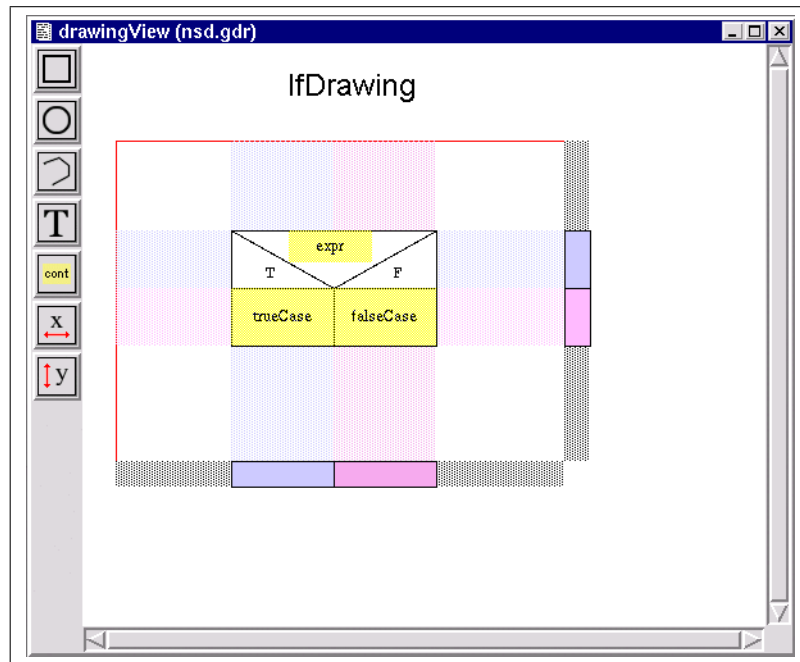 drawingView (nsd.gdr)
IfDrawing
T
cont
x
y
expr
T F
trueCase falseCase